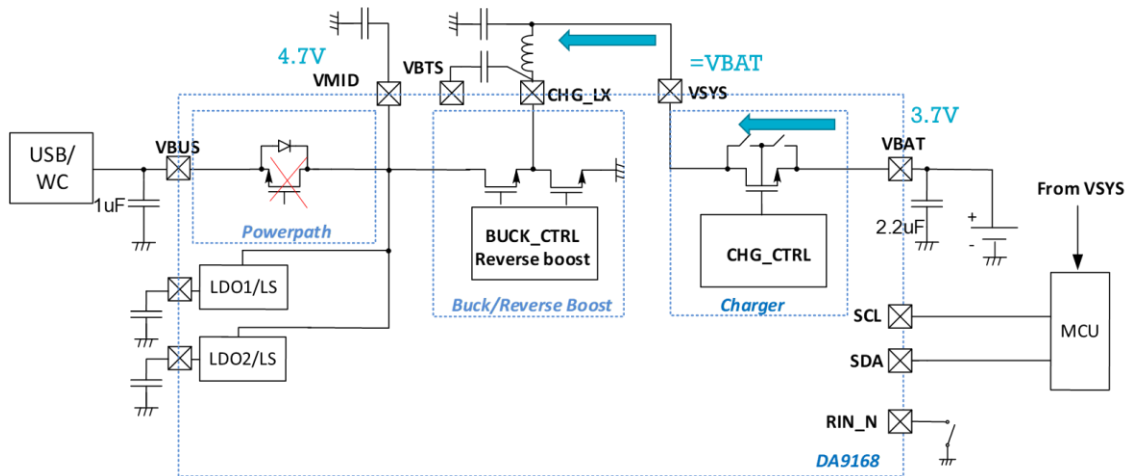 4.7V
VMID
VBTS
CHG_LX
=VBAT
VSYS
3.7V
USB/
WC
VBUS
VBAT
1uF
Powerpath
BUCK_CTRL
Reverse boost
Buck/Reverse Boost
CHG_CTRL
Charger
2.2uF
+
-
From VSYS
MCU
LDO1/LS
LDO2/LS
SCL
SDA
RIN_N
DA9168